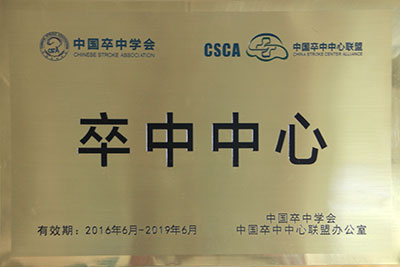 中国卒中学会
CHINESE STROKE ASSOCIATION
CSCA
中国卒中中心联盟
CHINA STROKE CENTER ALLIANCE
卒中中心
有效期：2016年6月-2019年6月
中国卒中学会
中国卒中中心联盟办公室